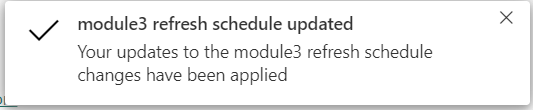 module3 refresh schedule updated
Your updates to the module3 refresh schedule
changes have been applied